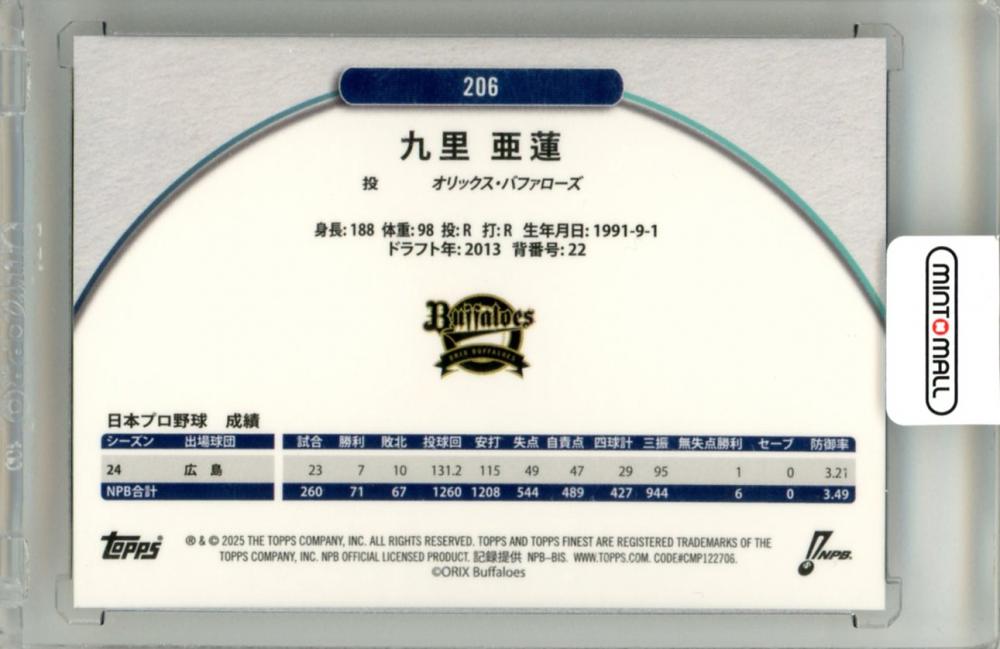 206
九里 亜蓮
投 オリックス・バファローズ
身長: 188 体重: 98 投: R 打: R 生年月日: 1991-9-1
ドラフト年: 2013 背番号: 22
Buffaloes
ORIX BUFFALOES
MINT MALL
日本プロ野球 成績
シーズン 出場球団 試合 勝利 敗北 投球回 安打 失点 自責点 四球計 三振 無失点勝利 セーブ 防御率
24 広島 23 7 10 131.2 115 49 47 29 95 1 0 3.21
NPB合計 260 71 67 1260 1208 544 489 427 944 6 0 3.49
topps
® & © 2025 THE TOPPS COMPANY, INC. ALL RIGHTS RESERVED. TOPPS AND TOPPS FINEST ARE REGISTERED TRADEMARKS OF THE
TOPPS COMPANY, INC. NPB OFFICIAL LICENSED PRODUCT. 記録提供 NPB-BIS. WWW.TOPPS.COM. CODE#CMP122706.
©ORIX Buffaloes
NPB.